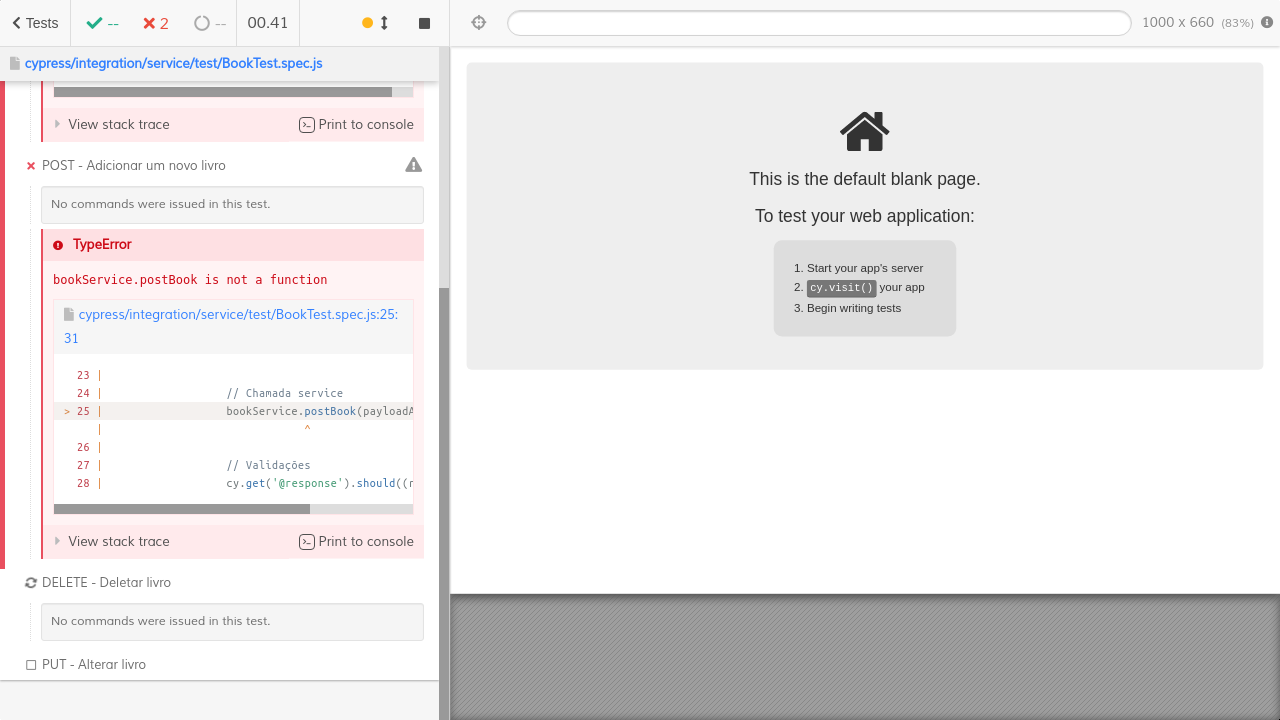 Tests
--
2
--
00.41
1000 x 660 (83%)
cypress/integration/service/test/BookTest.spec.js
View stack trace
Print to console
POST - Adicionar um novo livro
No commands were issued in this test.
TypeError
bookService.postBook is not a function
cypress/integration/service/test/BookTest.spec.js:25:
31
23 |
24 | // Chamada service
> 25 | bookService.postBook(payloadA
| ^
26 |
27 | // Validações
28 | cy.get('@response').should((r
View stack trace
Print to console
DELETE - Deletar livro
No commands were issued in this test.
PUT - Alterar livro
This is the default blank page.
To test your web application:
1. Start your app's server
2. cy.visit() your app
3. Begin writing tests